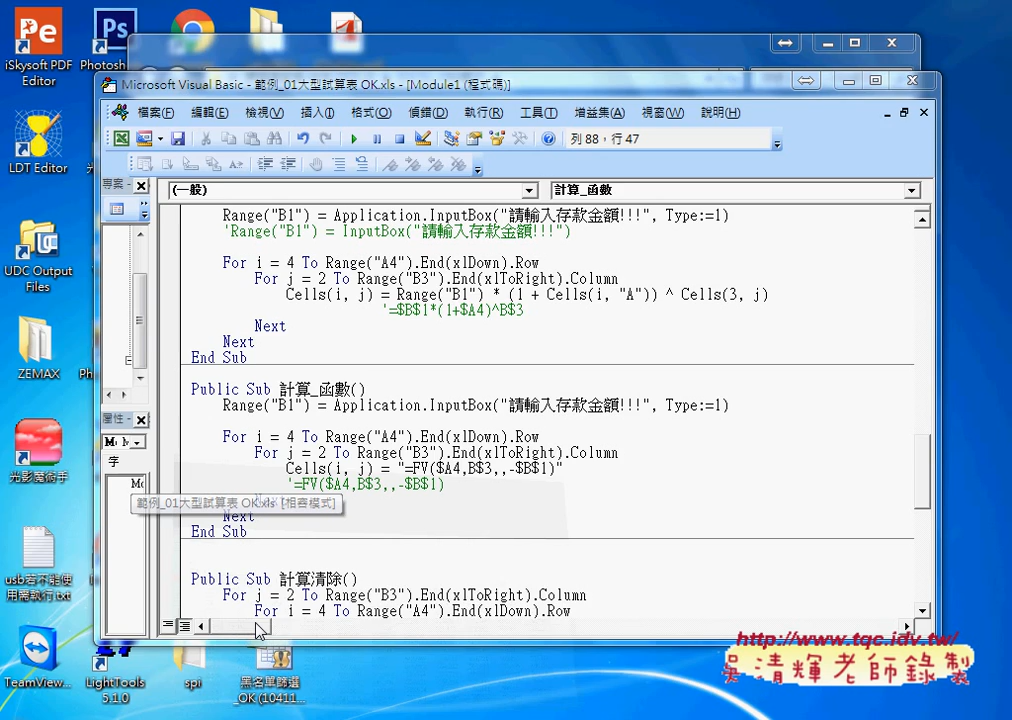 iSkysoft PDF Editor
Photosh
LDT Editor
UDC Output Files
ZEMAX
光影魔術手
usb若不能使用需執行.txt
TeamView...
LightTools 5.1.0
spi
黑名單篩選_OK (10411...
Microsoft Visual Basic - 範例_01大型試算表 OK.xls - [Module1 (程式碼)]
檔案(F) 編輯(E) 檢視(V) 插入(I) 格式(O) 偵錯(D) 執行(R) 工具(T) 增益集(A) 視窗(W) 說明(H)
列 88，行 47
專案 -
(一般)
計算_函數
Range("B1") = Application.InputBox("請輸入存款金額!!!", Type:=1)
'Range("B1") = InputBox("請輸入存款金額!!!")
For i = 4 To Range("A4").End(xlDown).Row
For j = 2 To Range("B3").End(xlToRight).Column
Cells(i, j) = Range("B1") * (1 + Cells(i, "A")) ^ Cells(3, j)
'=$B$1*(1+$A4)^B$3
Next
Next
End Sub
Public Sub 計算_函數()
Range("B1") = Application.InputBox("請輸入存款金額!!!", Type:=1)
For i = 4 To Range("A4").End(xlDown).Row
For j = 2 To Range("B3").End(xlToRight).Column
Cells(i, j) = "=FV($A4,B$3,,-$B$1)"
'=FV($A4,B$3,,-$B$1)
範例_01大型試算表 OK.xls [相容模式]
Next
End Sub
Public Sub 計算清除()
For j = 2 To Range("B3").End(xlToRight).Column
For i = 4 To Range("A4").End(xlDown).Row
屬性 -
字
http://www.tqc.idv.tw/
吳清輝老師錄製